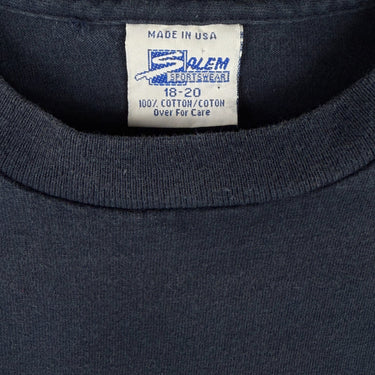 MADE IN USA
SALEM
SPORTSWEAR
18-20
100% COTTON/COTON
Over For Care